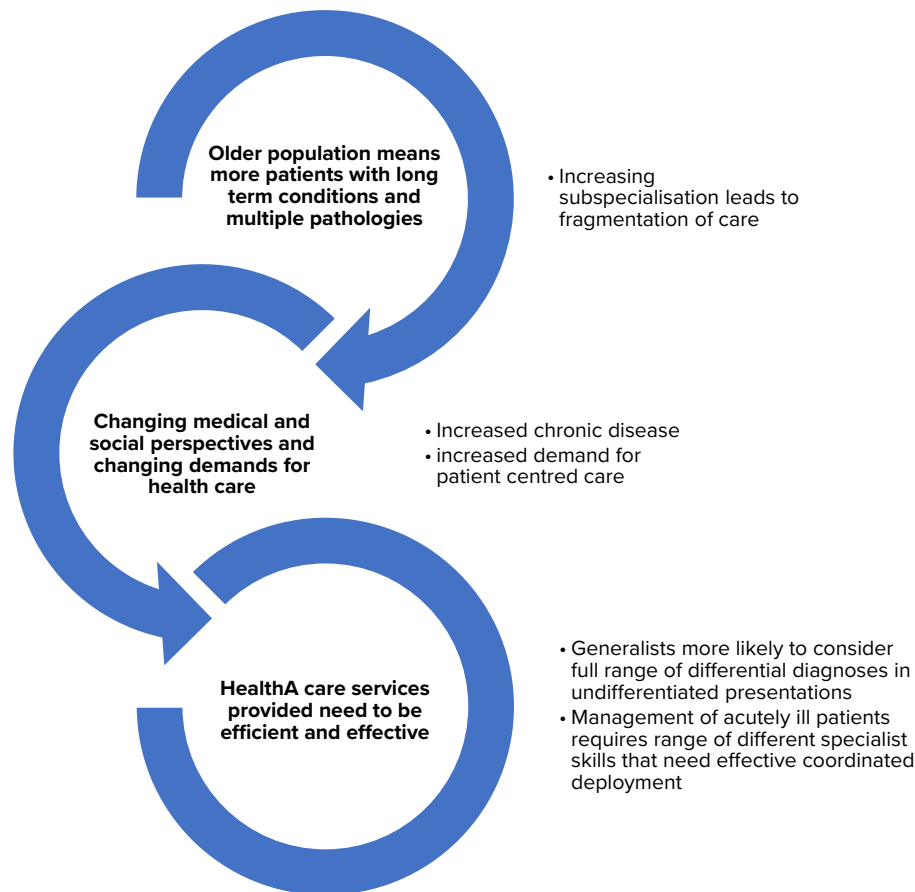 Older population means
more patients with long
term conditions and
multiple pathologies
• Increasing
subspecialisation leads to
fragmentation of care
Changing medical and
social perspectives and
changing demands for
health care
• Increased chronic disease
• increased demand for
patient centred care
HealthA care services
provided need to be
efficient and effective
• Generalists more likely to consider
full range of differential diagnoses in
undifferentiated presentations
• Management of acutely ill patients
requires range of different specialist
skills that need effective coordinated
deployment